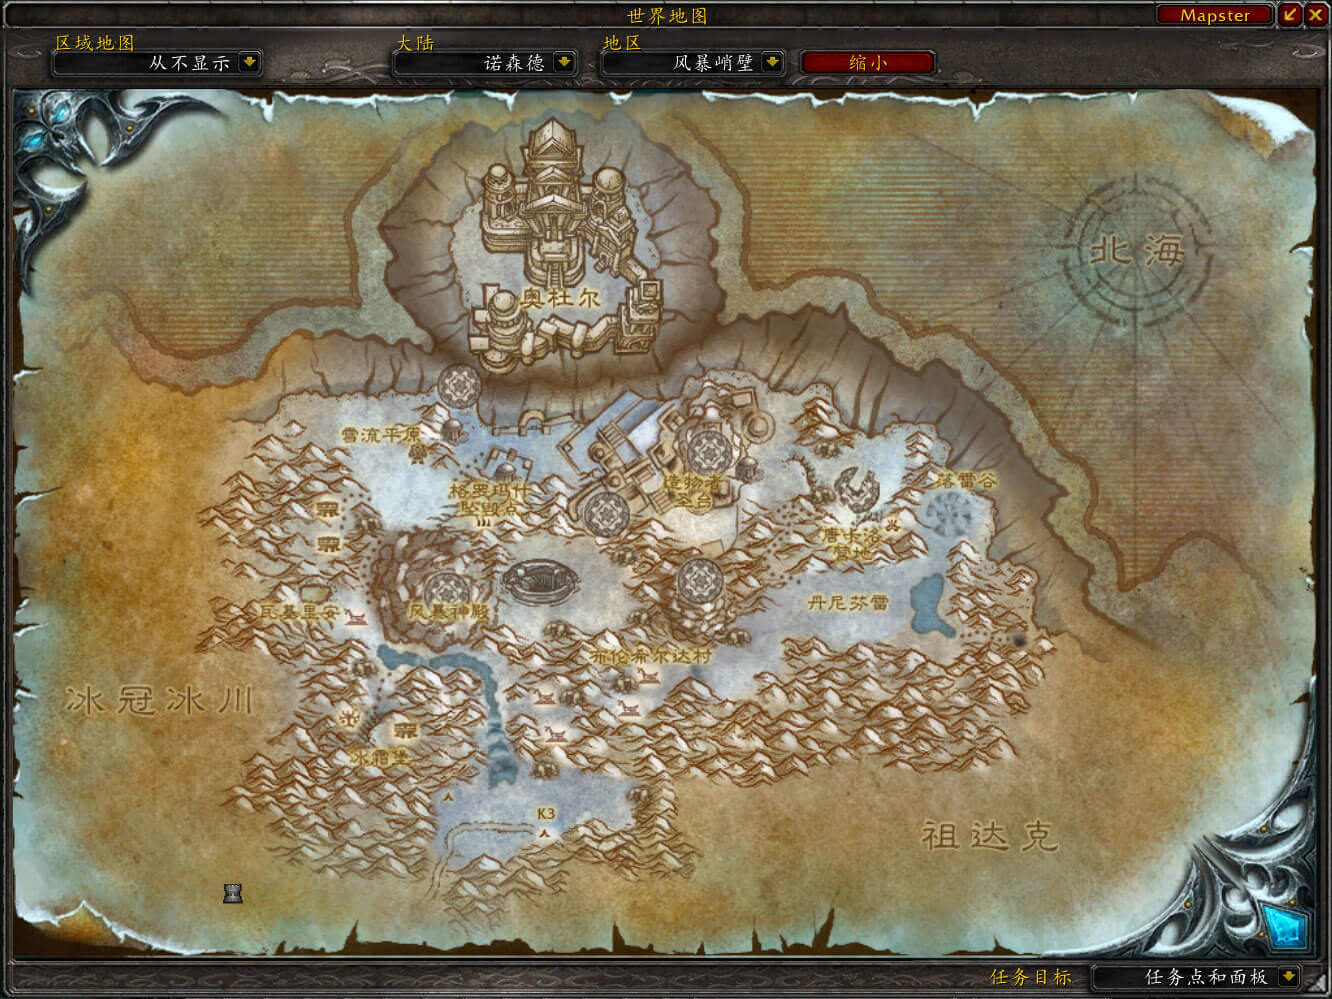 世界地图
Mapster
区域地图
大陆
地区
从不显示
诺森德
风暴峭壁
缩小
北海
奥杜尔
雪流平原
格罗玛什
坠毁点
造物者
圣台
落雷谷
唐卡洛
营地
瓦基里安
风暴神殿
丹尼芬雷
布伦希尔达村
冰冠冰川
冰霜堡
K3
祖达克
任务目标
任务点和面板